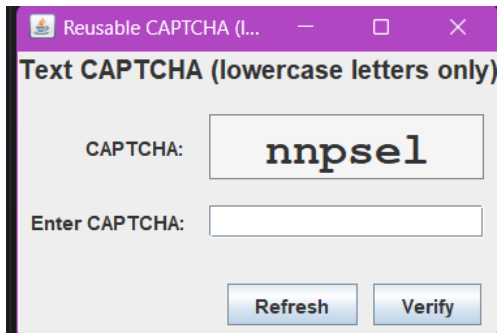 Reusable CAPTCHA (l...
Text CAPTCHA (lowercase letters only)
CAPTCHA: nnpsel
Enter CAPTCHA:
Refresh Verify